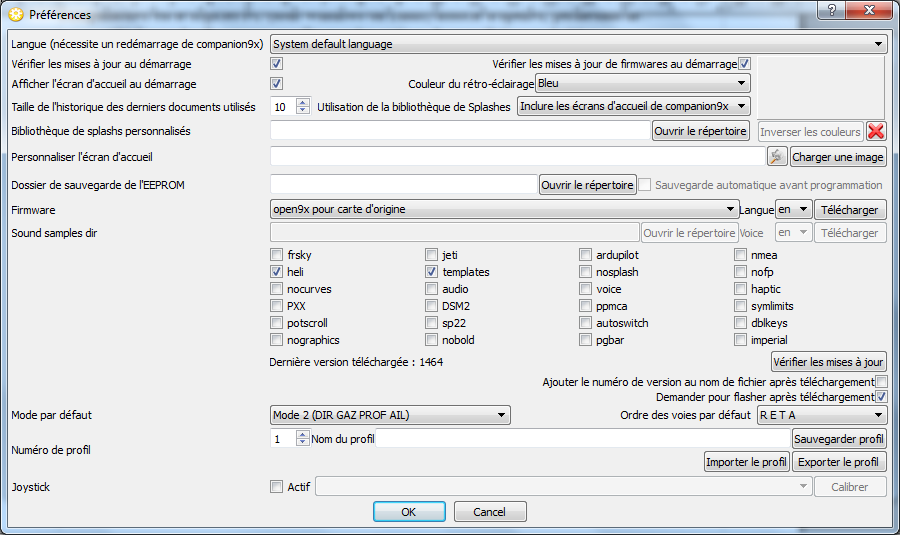 Préférences
Langue (nécessite un redémarrage de companion9x) System default language
Vérifier les mises à jour au démarrage Vérifier les mises à jour de firmwares au démarrage
Afficher l'écran d'accueil au démarrage Couleur du rétro-éclairage Bleu
Taille de l'historique des derniers documents utilisés 10 Utilisation de la bibliothèque de Splashes Inclure les écrans d'accueil de companion9x
Bibliothèque de splashs personnalisés Ouvrir le répertoire Inverser les couleurs
Personnaliser l'écran d'accueil Charger une image
Dossier de sauvegarde de l'EEPROM Ouvrir le répertoire Sauvegarde automatique avant programmation
Firmware open9x pour carte d'origine Langue en Télécharger
Sound samples dir Ouvrir le répertoire Voice en Télécharger
frsky jeti ardupilot nmea
heli templates nosplash nofp
nocurves audio voice haptic
PXX DSM2 ppmca symlimits
potscroll sp22 autoswitch dblkeys
nographics nobold pgbar imperial
Dernière version téléchargée : 1464 Vérifier les mises à jour
Ajouter le numéro de version au nom de fichier après téléchargement
Demander pour flasher après téléchargement
Mode par défaut Mode 2 (DIR GAZ PROF AIL) Ordre des voies par défaut R E T A
Numéro de profil 1 Nom du profil Sauvegarder profil
Importer le profil Exporter le profil
Joystick Actif Calibrer
OK Cancel